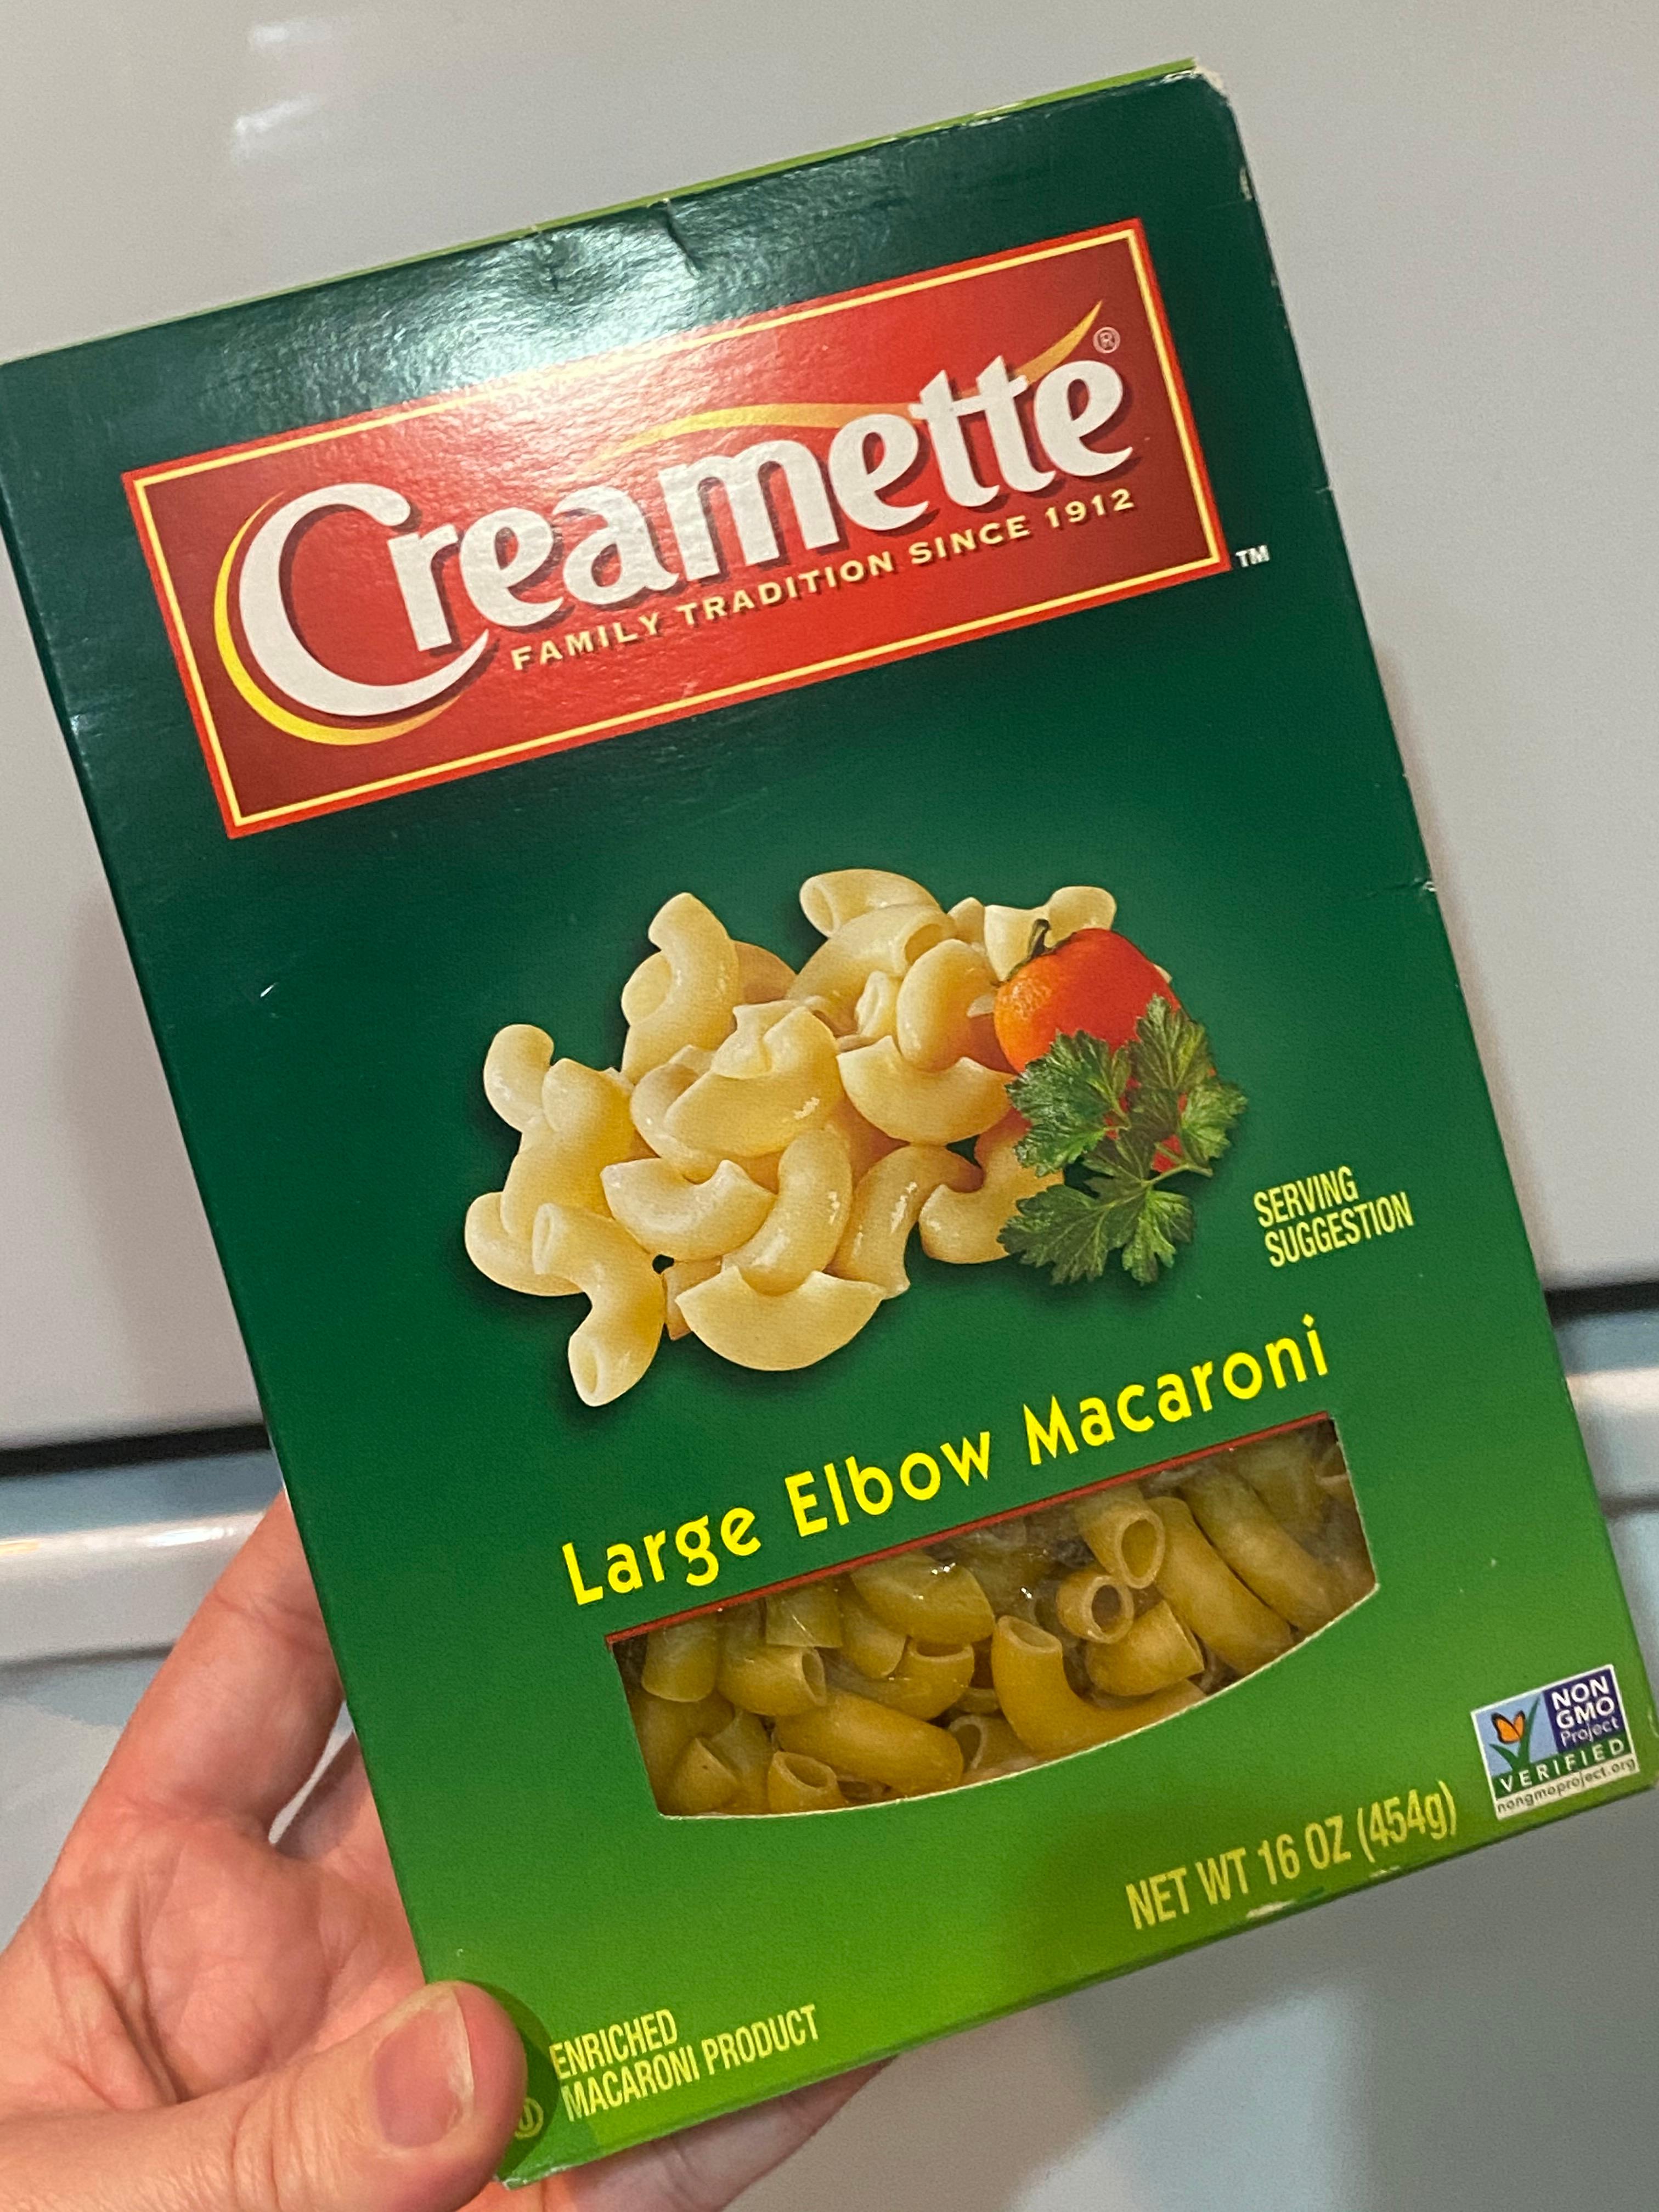 Creamette®
FAMILY TRADITION SINCE 1912
TM
SERVING
SUGGESTION
Large Elbow Macaroni
NON
GMO
Project
VERIFIED
nongmoproject.org
NET WT 16 OZ (454g)
ENRICHED
MACARONI PRODUCT
U